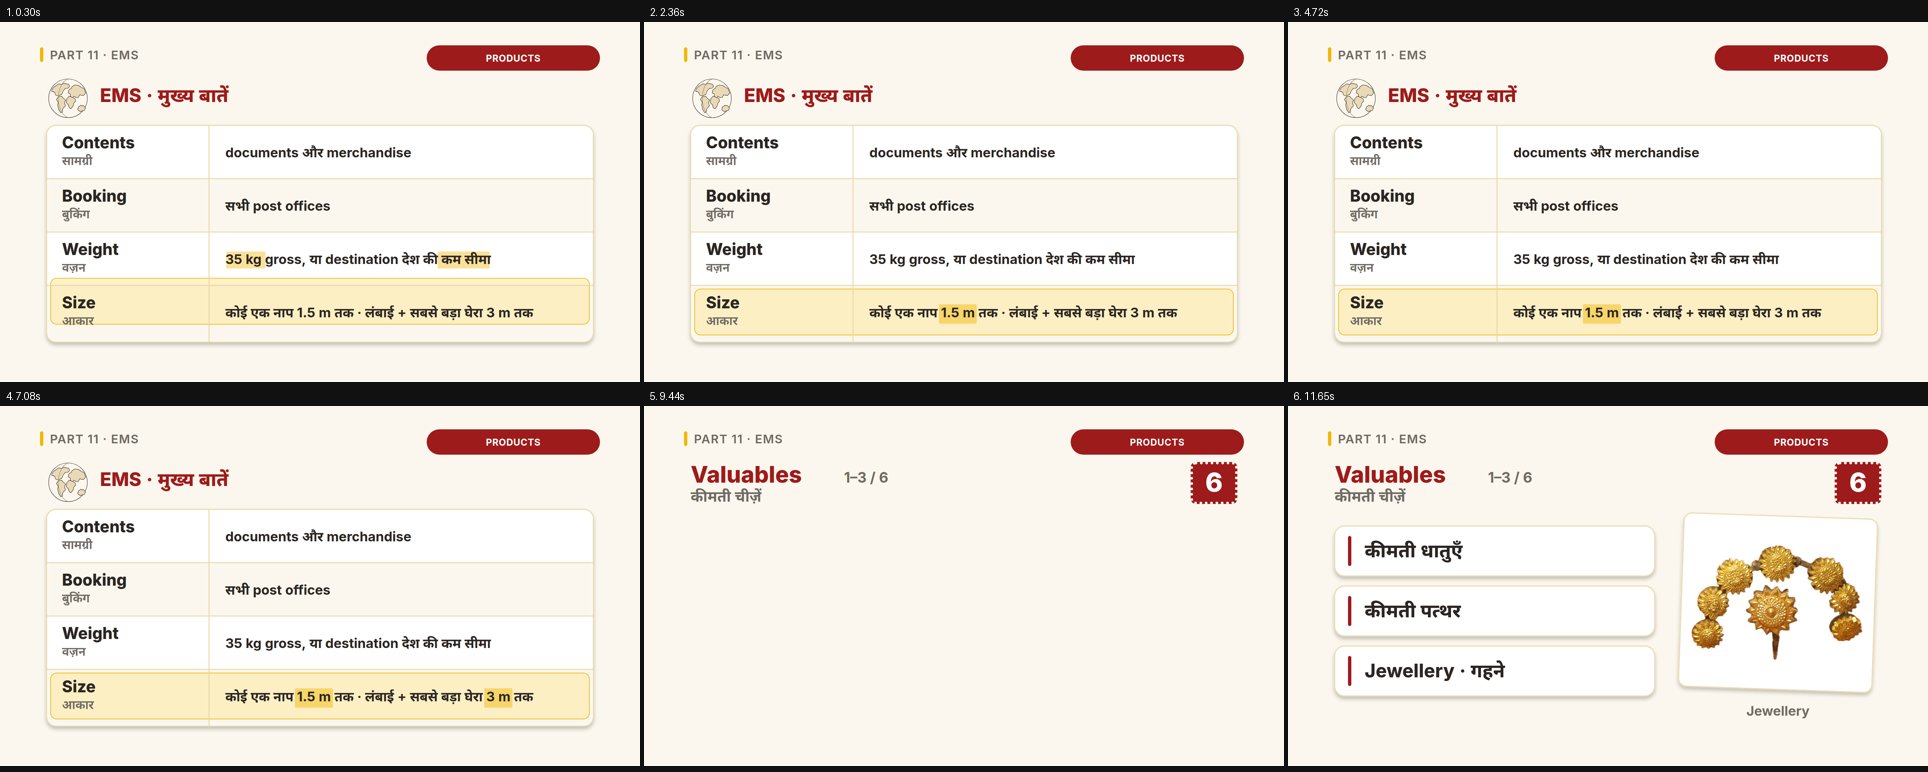 1. 0.30s
PART 11 · EMS
PRODUCTS
EMS · मुख्य बातें
Contents
सामग्री
documents और merchandise
Booking
बुकिंग
सभी post offices
Weight
वज़न
35 kg gross, या destination देश की कम सीमा
Size
आकार
कोई एक नाप 1.5 m तक · लंबाई + सबसे बड़ा घेरा 3 m तक
2. 2.36s
PART 11 · EMS
PRODUCTS
EMS · मुख्य बातें
Contents
सामग्री
documents और merchandise
Booking
बुकिंग
सभी post offices
Weight
वज़न
35 kg gross, या destination देश की कम सीमा
Size
आकार
कोई एक नाप 1.5 m तक · लंबाई + सबसे बड़ा घेरा 3 m तक
3. 4.72s
PART 11 · EMS
PRODUCTS
EMS · मुख्य बातें
Contents
सामग्री
documents और merchandise
Booking
बुकिंग
सभी post offices
Weight
वज़न
35 kg gross, या destination देश की कम सीमा
Size
आकार
कोई एक नाप 1.5 m तक · लंबाई + सबसे बड़ा घेरा 3 m तक
4. 7.08s
PART 11 · EMS
PRODUCTS
EMS · मुख्य बातें
Contents
सामग्री
documents और merchandise
Booking
बुकिंग
सभी post offices
Weight
वज़न
35 kg gross, या destination देश की कम सीमा
Size
आकार
कोई एक नाप 1.5 m तक · लंबाई + सबसे बड़ा घेरा 3 m तक
5. 9.44s
PART 11 · EMS
PRODUCTS
Valuables
1–3 / 6
6
कीमती चीज़ें
6. 11.65s
PART 11 · EMS
PRODUCTS
Valuables
1–3 / 6
6
कीमती चीज़ें
कीमती धातुएँ
कीमती पत्थर
Jewellery · गहने
Jewellery